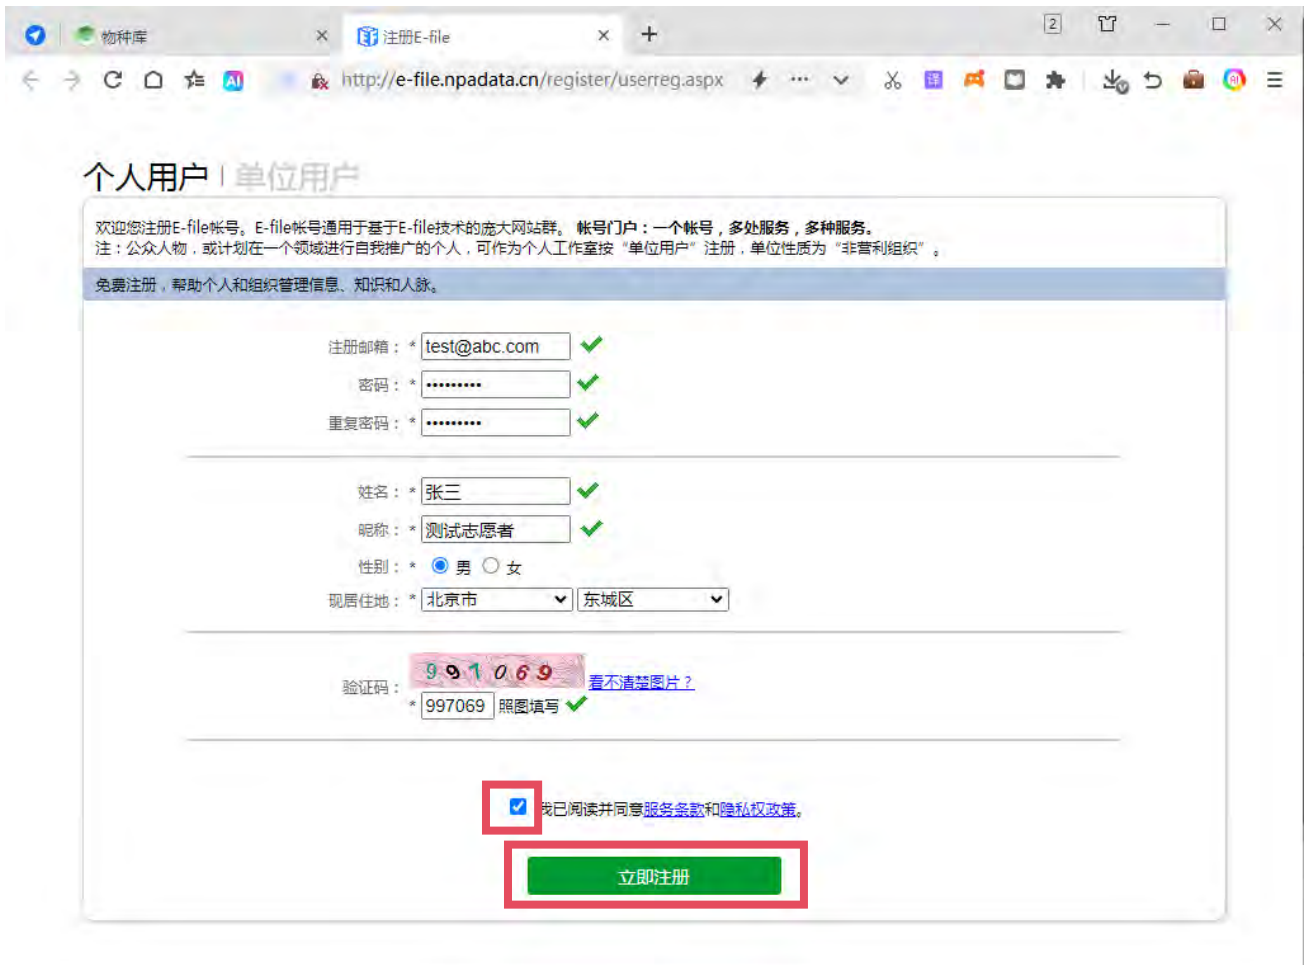 物种库
注册E-file
2
AI
http://e-file.npadata.cn/register/userreg.aspx
译
个人用户 | 单位用户
欢迎您注册E-file帐号。E-file帐号通用于基于E-file技术的庞大网站群。 帐号门户：一个帐号，多处服务，多种服务。
注：公众人物，或计划在一个领域进行自我推广的个人，可作为个人工作室按“单位用户”注册，单位性质为“非营利组织”。
免费注册，帮助个人和组织管理信息、知识和人脉。
注册邮箱： * test@abc.com
密码： * •••••••••
重复密码： * •••••••••
姓名： * 张三
昵称： * 测试志愿者
性别： * 男 女
现居住地： * 北京市 东城区
997069
验证码： 看不清楚图片？
* 997069 照图填写
我已阅读并同意服务条款和隐私权政策。
立即注册